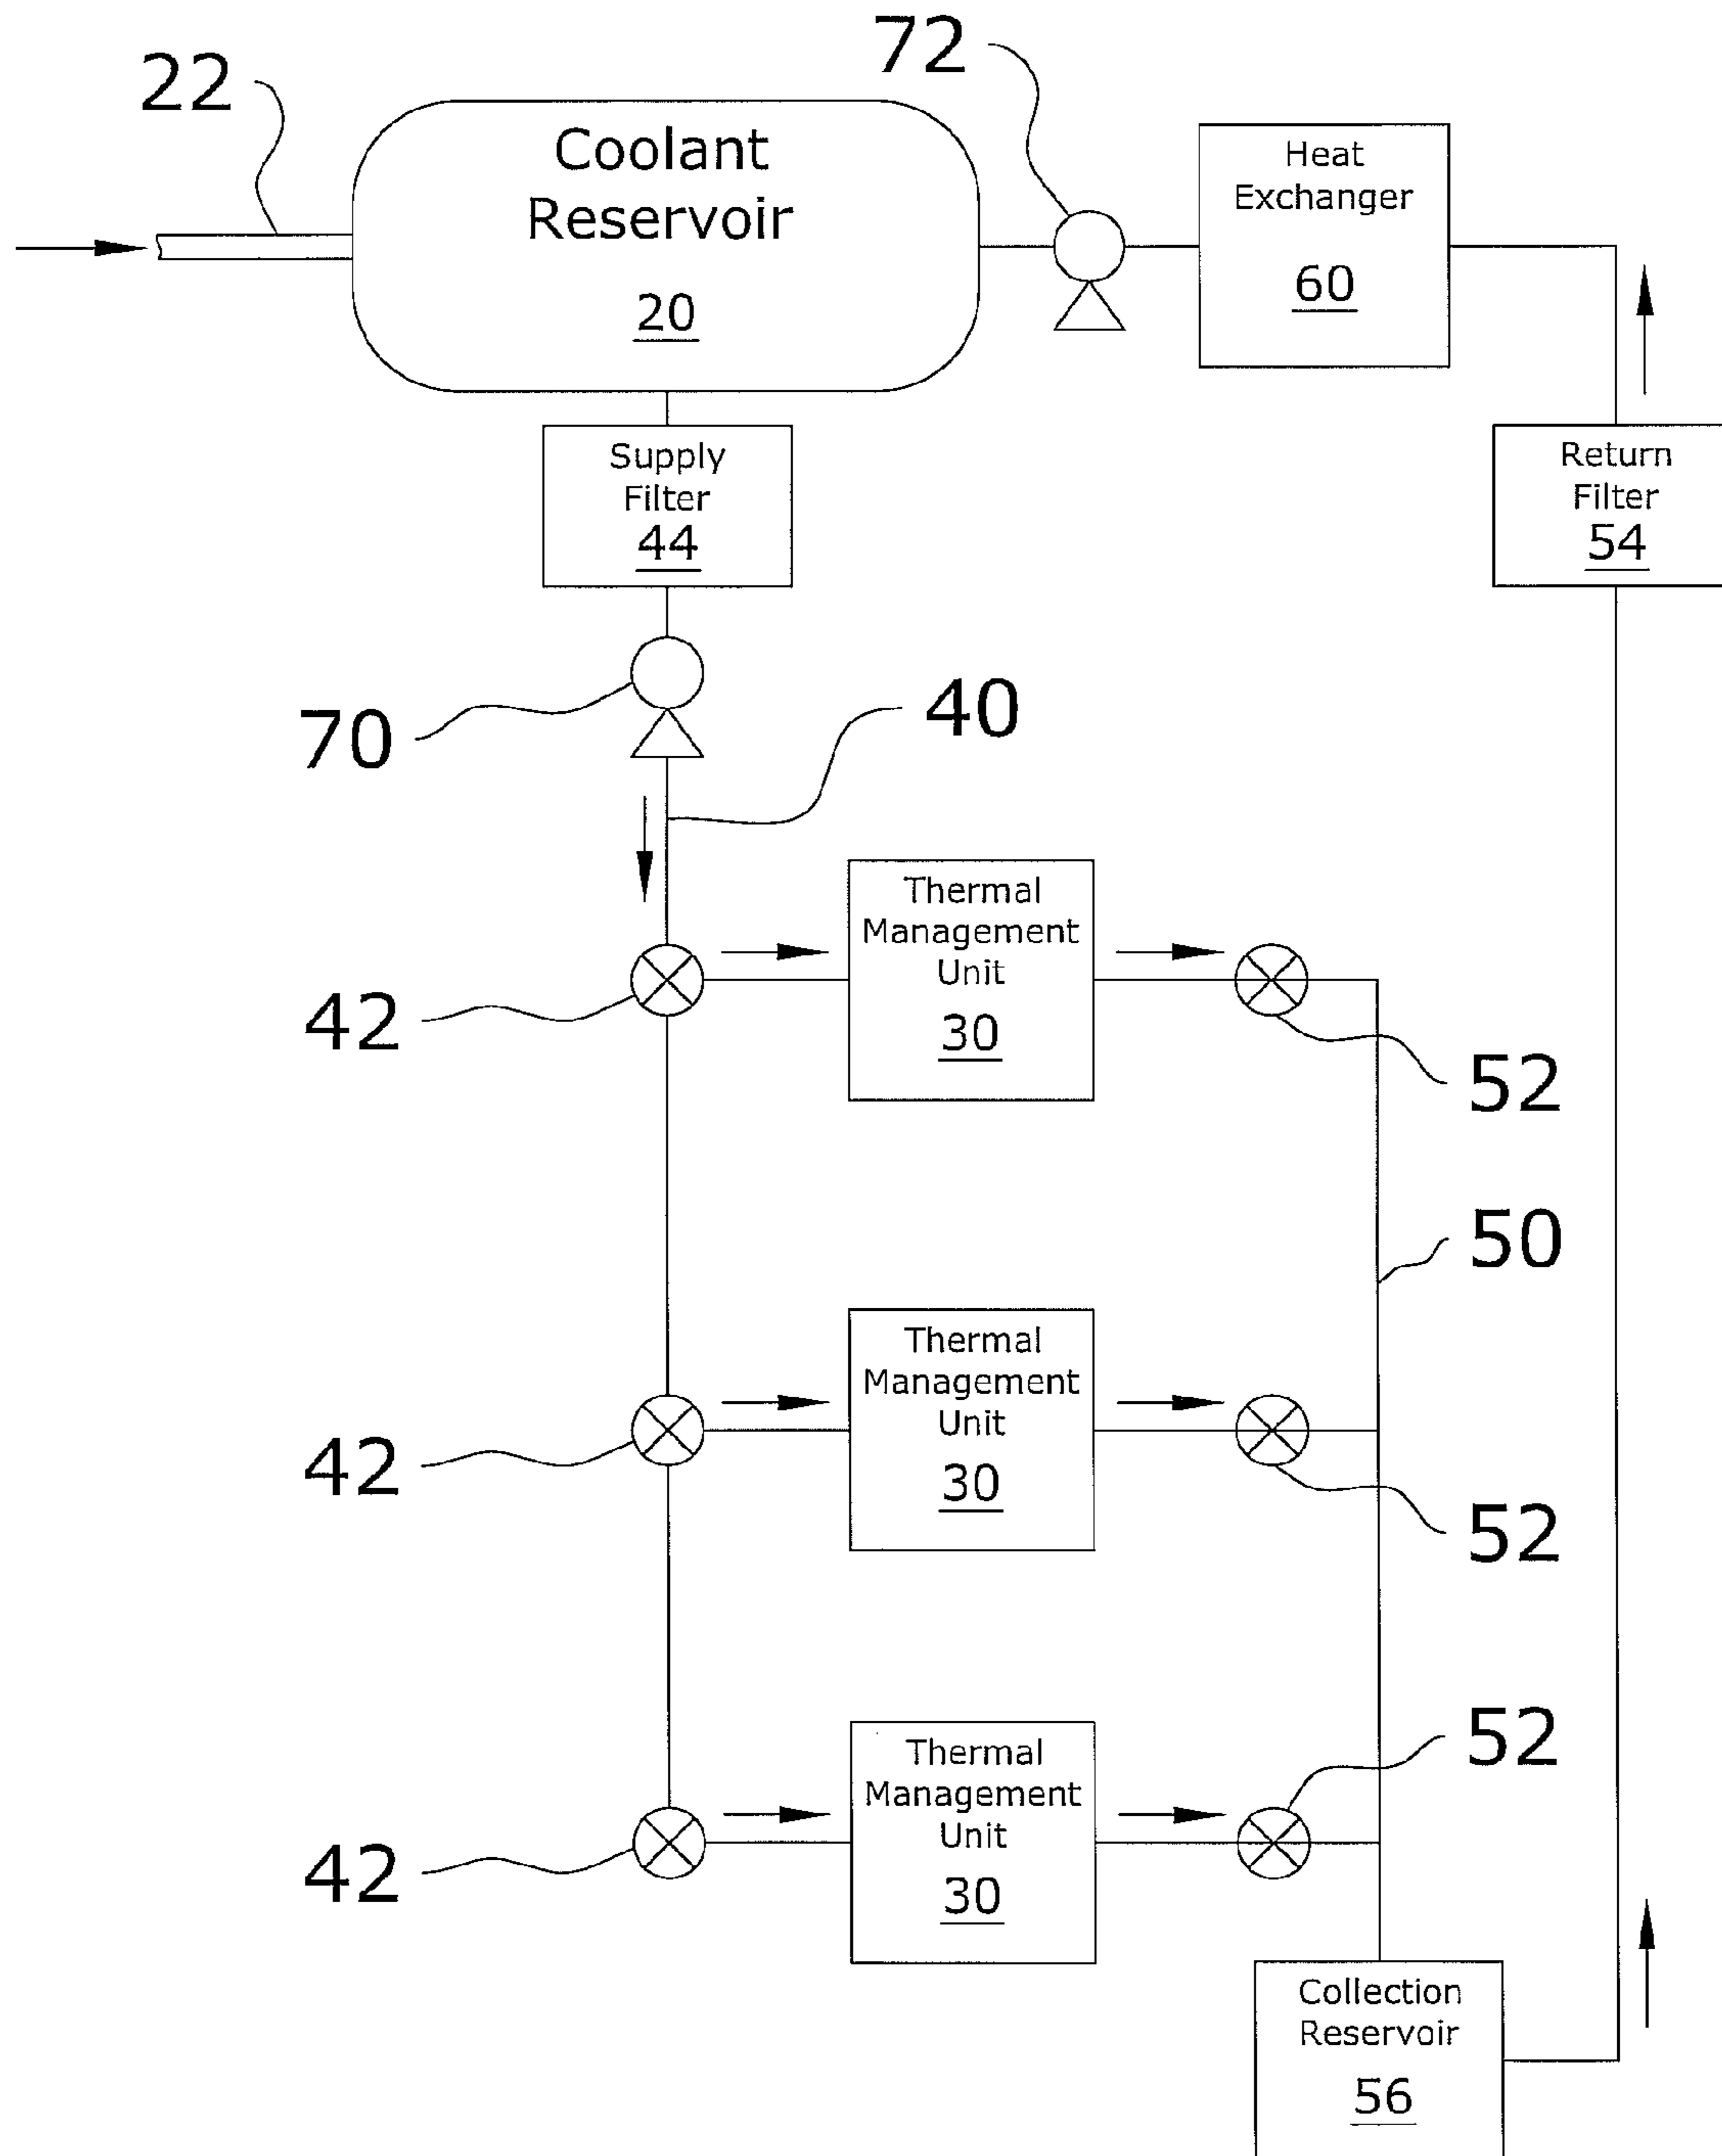 72
22
Coolant
Reservoir
20
Heat
Exchanger
60
Supply
Filter
44
Return
Filter
54
70
40
Thermal
Management
Unit
30
42
52
50
Thermal
Management
Unit
30
42
52
Thermal
Management
Unit
30
52
42
Collection
Reservoir
56